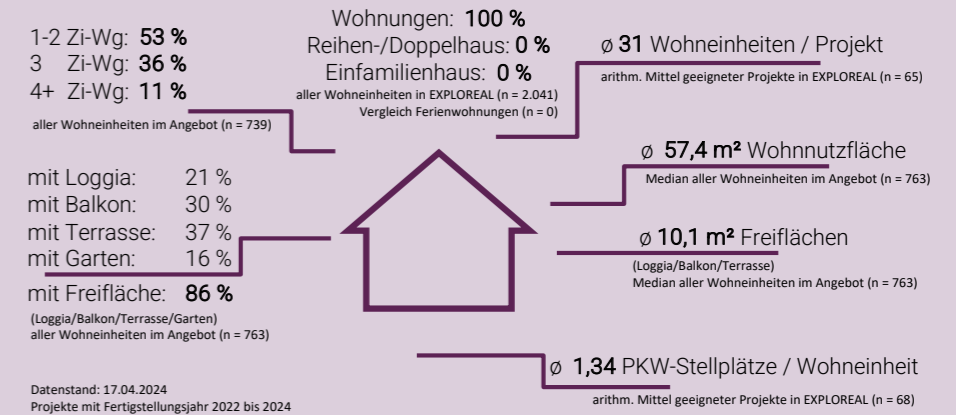 1-2 Zi-Wg: 53 %
3 Zi-Wg: 36 %
4+ Zi-Wg: 11 %
aller Wohneinheiten im Angebot (n = 739)
Wohnungen: 100 %
Reihen-/Doppelhaus: 0 %
Einfamilienhaus: 0 %
aller Wohneinheiten in EXPLOREAL (n = 2.041)
Vergleich Ferienwohnungen (n = 0)
ø 31 Wohneinheiten / Projekt
arithm. Mittel geeigneter Projekte in EXPLOREAL (n = 65)
ø 57,4 m² Wohnnutzfläche
Median aller Wohneinheiten im Angebot (n = 763)
mit Loggia: 21 %
mit Balkon: 30 %
mit Terrasse: 37 %
mit Garten: 16 %
mit Freifläche: 86 %
(Loggia/Balkon/Terrasse/Garten)
aller Wohneinheiten im Angebot (n = 763)
ø 10,1 m² Freiflächen
(Loggia/Balkon/Terrasse)
Median aller Wohneinheiten im Angebot (n = 763)
ø 1,34 PKW-Stellplätze / Wohneinheit
arithm. Mittel geeigneter Projekte in EXPLOREAL (n = 68)
Datenstand: 17.04.2024
Projekte mit Fertigstellungsjahr 2022 bis 2024